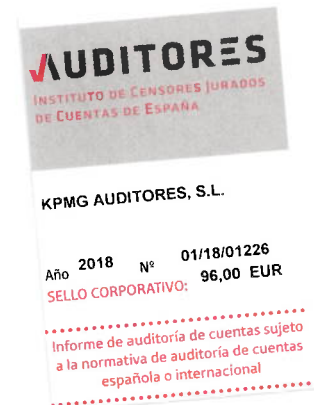 AUDITORES
INSTITUTO DE CENSORES JURADOS
DE CUENTAS DE ESPAÑA
KPMG AUDITORES, S.L.
Año 2018 Nº 01/18/01226
SELLO CORPORATIVO: 96,00 EUR
Informe de auditoría de cuentas sujeto
a la normativa de auditoría de cuentas
española o internacional